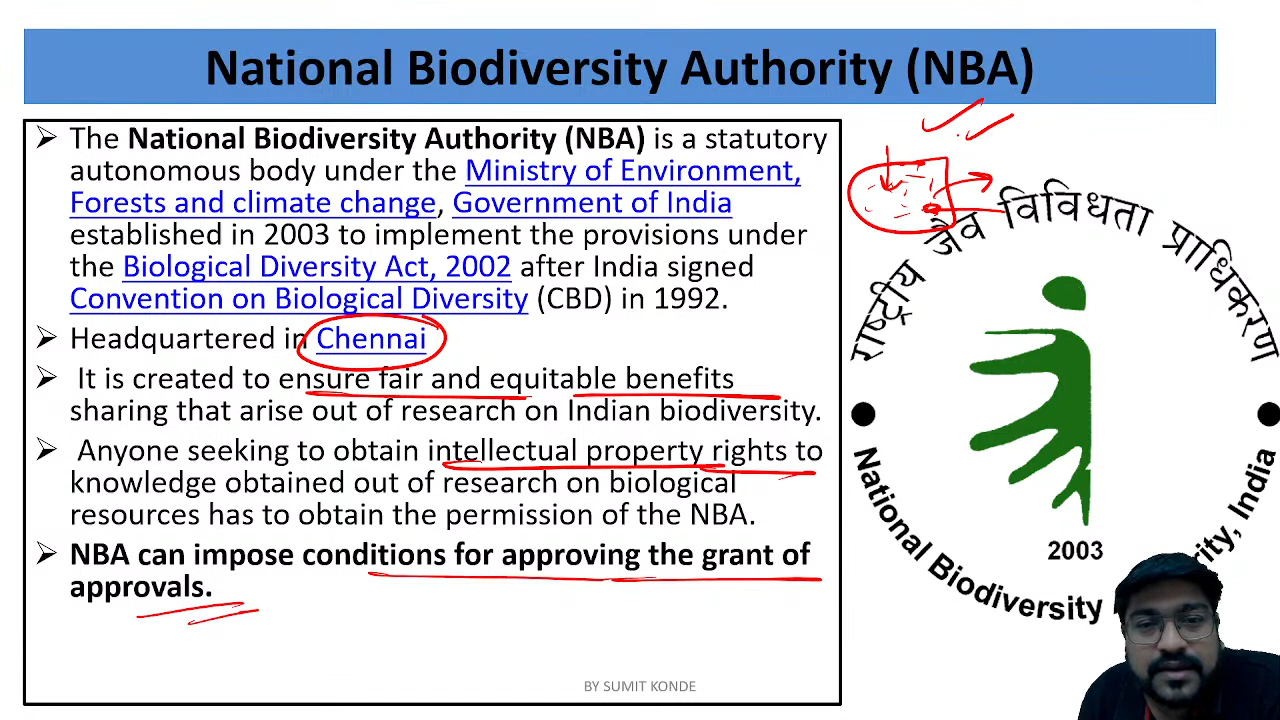 National Biodiversity Authority (NBA)
The National Biodiversity Authority (NBA) is a statutory
autonomous body under the Ministry of Environment,
Forests and climate change, Government of India
established in 2003 to implement the provisions under
the Biological Diversity Act, 2002 after India signed
Convention on Biological Diversity (CBD) in 1992.
Headquartered in Chennai
It is created to ensure fair and equitable benefits
sharing that arise out of research on Indian biodiversity.
Anyone seeking to obtain intellectual property rights to
knowledge obtained out of research on biological
resources has to obtain the permission of the NBA.
NBA can impose conditions for approving the grant of
approvals.
BY SUMIT KONDE
राष्ट्रीय जैव विविधता प्राधिकरण
2003
National Biodiversity India